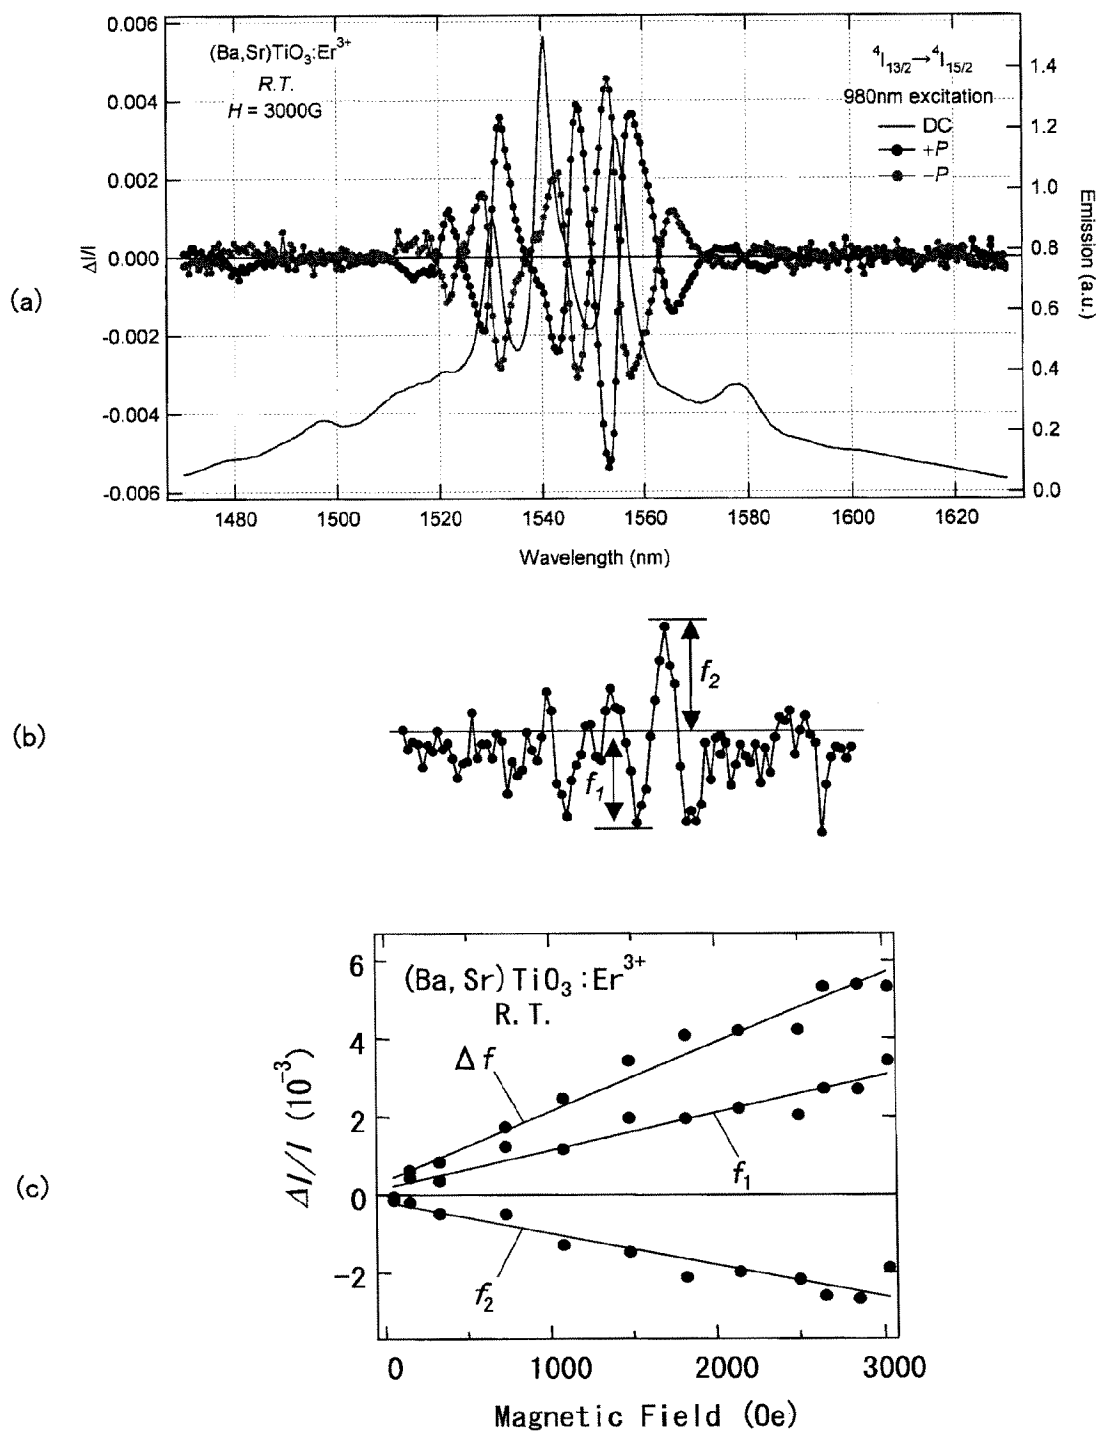 (a)
0.006
0.004
0.002
0.000
-0.002
-0.004
-0.006
ΔI/I
(Ba,Sr)TiO₃:Er³⁺
R.T.
H = 3000G
⁴I₁₃/₂→⁴I₁₅/₂
980nm excitation
DC
+P
−P
1.4
1.2
1.0
0.8
0.6
0.4
0.2
0.0
Emission (a.u.)
1480 1500 1520 1540 1560 1580 1600 1620
Wavelength (nm)
(b)
f₂
f₁
(c)
6
4
2
0
−2
ΔI/I (10⁻³)
(Ba,Sr)TiO₃:Er³⁺
R.T.
Δf
f₁
f₂
0 1000 2000 3000
Magnetic Field (Oe)